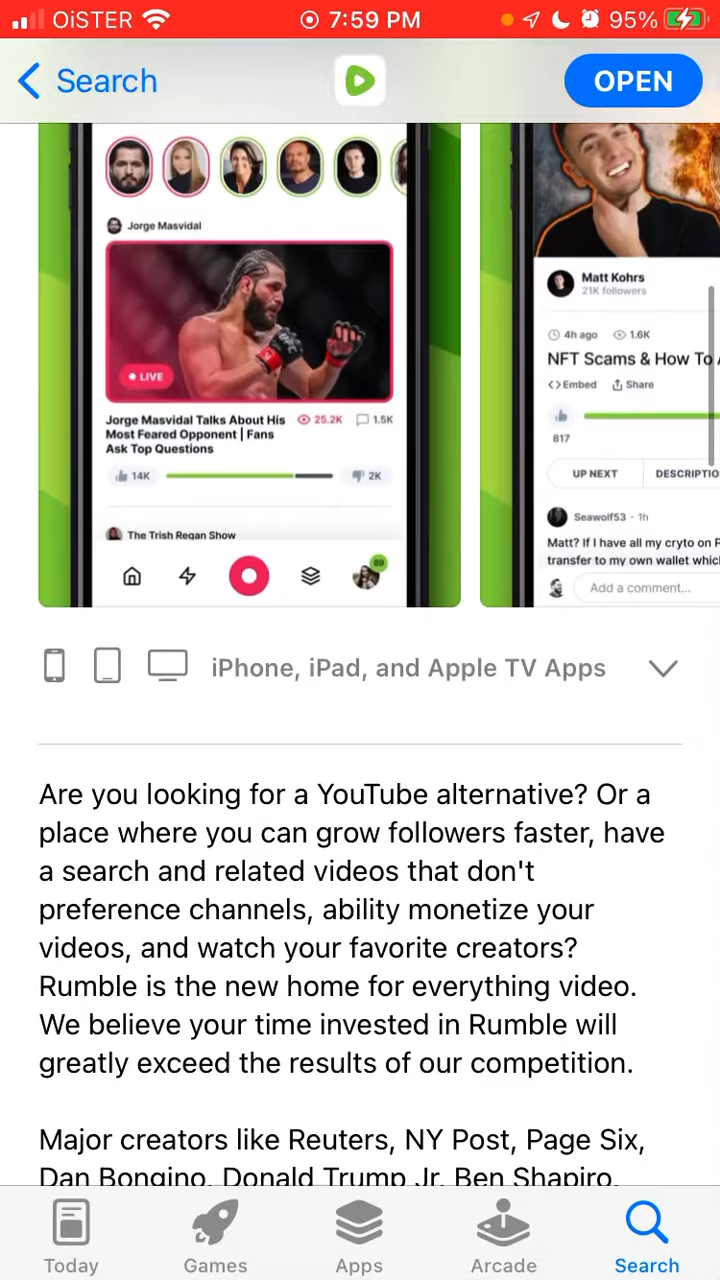 OiSTER 7:59 PM 95%
Search OPEN
Jorge Masvidal
LIVE
Jorge Masvidal Talks About His
Most Feared Opponent | Fans
Ask Top Questions
25.2K 1.5K
14K 2K
The Trish Regan Show
89
Matt Kohrs
21K followers
4h ago 1.6K
NFT Scams & How To
Embed Share
817
UP NEXT DESCRIPTIO
Seawolf53 · 1h
Matt? If I have all my cryto on
transfer to my own wallet
Add a comment...
iPhone, iPad, and Apple TV Apps
Are you looking for a YouTube alternative? Or a
place where you can grow followers faster, have
a search and related videos that don't
preference channels, ability monetize your
videos, and watch your favorite creators?
Rumble is the new home for everything video.
We believe your time invested in Rumble will
greatly exceed the results of our competition.
Major creators like Reuters, NY Post, Page Six,
Dan Bongino, Donald Trump Jr, Ben Shapiro,
Today Games Apps Arcade Search